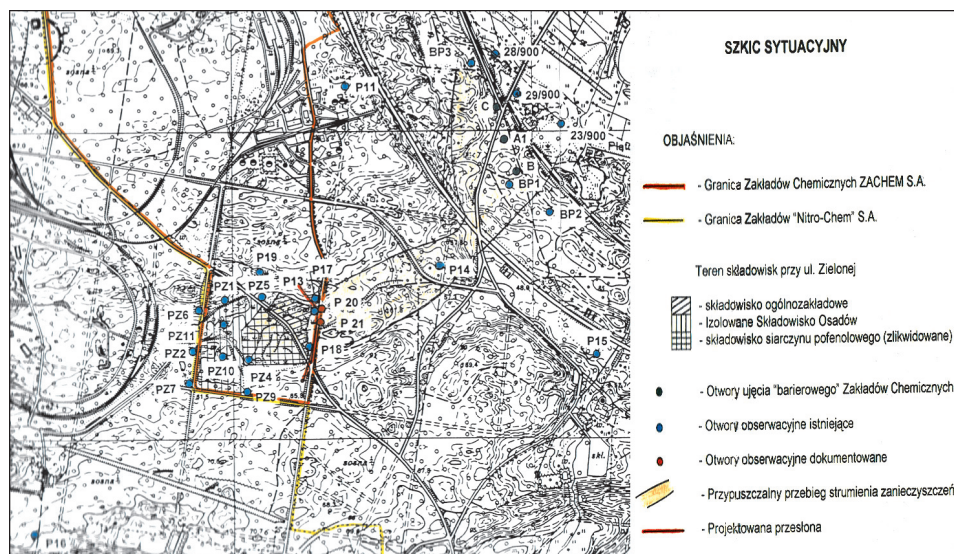 SZKIC SYTUACYJNY
OBJAŚNIENIA:
- Granica Zakładów Chemicznych ZACHEM S.A.
- Granica Zakładów "Nitro-Chem" S.A.
Teren składowisk przy ul. Zielonej
- składowisko ogólnozakładowe
- Izolowane Składowisko Osadów
- składowisko siarczynu pofenolowego (zlikwidowane)
- Otwory ujęcia "barierowego" Zakładów Chemicznych
- Otwory obserwacyjne istniejące
- Otwory obserwacyjne dokumentowane
- Przypuszczalny przebieg strumienia zanieczyszczeń
- Projektowana przesłona
BP3
28/900
P11
29/900
C
23/900
A1
B
BP1
BP2
sosna
P19
P17
P14
PZ1
PZ5
P13
PZ6
P 20
P 21
PZ11
PZ2
P18
P15
PZ10
PZ4
PZ7
PZ9
sosna
skł.
P16